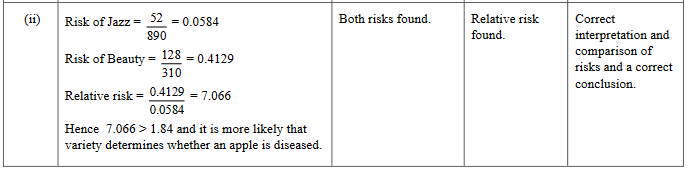 (ii)
Risk of Jazz = 52/890 = 0.0584
Risk of Beauty = 128/310 = 0.4129
Relative risk = 0.4129/0.0584 = 7.066
Hence 7.066 > 1.84 and it is more likely that
variety determines whether an apple is diseased.
Both risks found.
Relative risk
found.
Correct
interpretation and
comparison of
risks and a correct
conclusion.